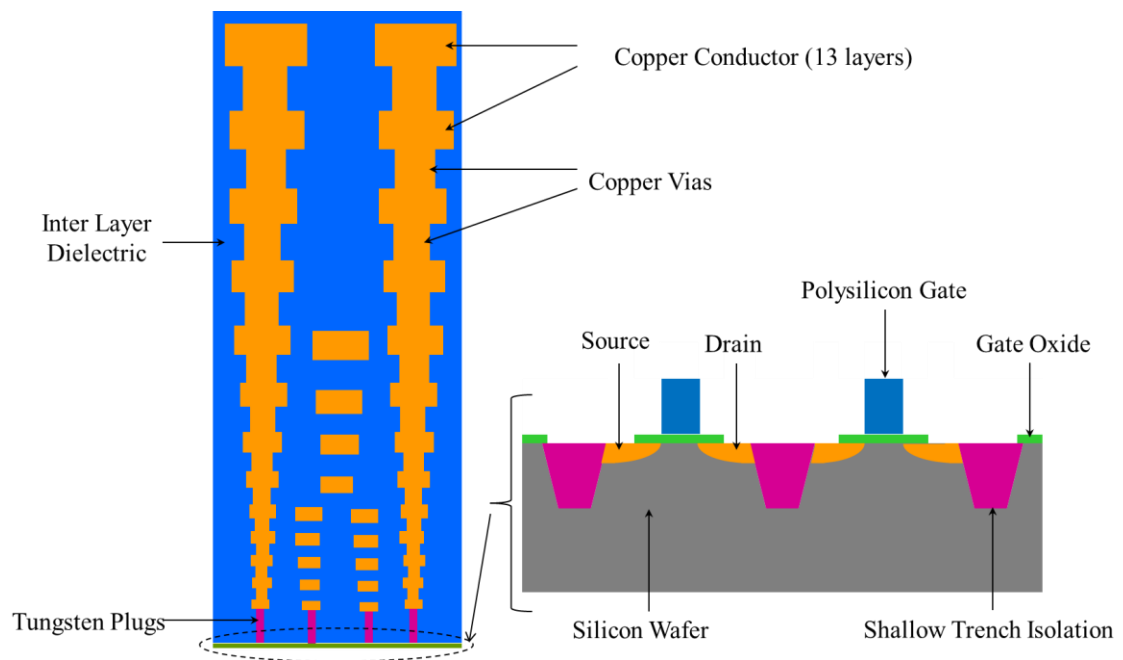 Copper Conductor (13 layers)
Copper Vias
Inter Layer
Dielectric
Polysilicon Gate
Source
Drain
Gate Oxide
Tungsten Plugs
Silicon Wafer
Shallow Trench Isolation